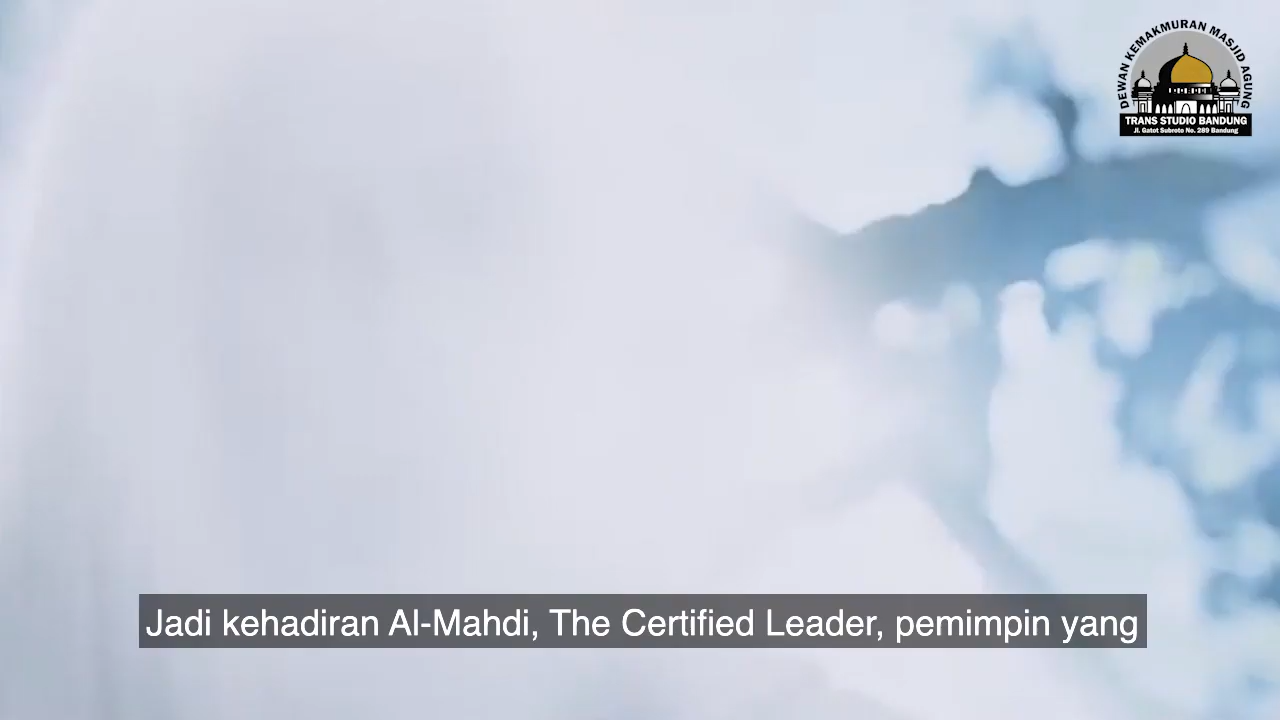 DEWAN KEMAKMURAN MASJID AGUNG
TRANS STUDIO BANDUNG
Jl. Gatot Subroto No. 289 Bandung
Jadi kehadiran Al-Mahdi, The Certified Leader, pemimpin yang